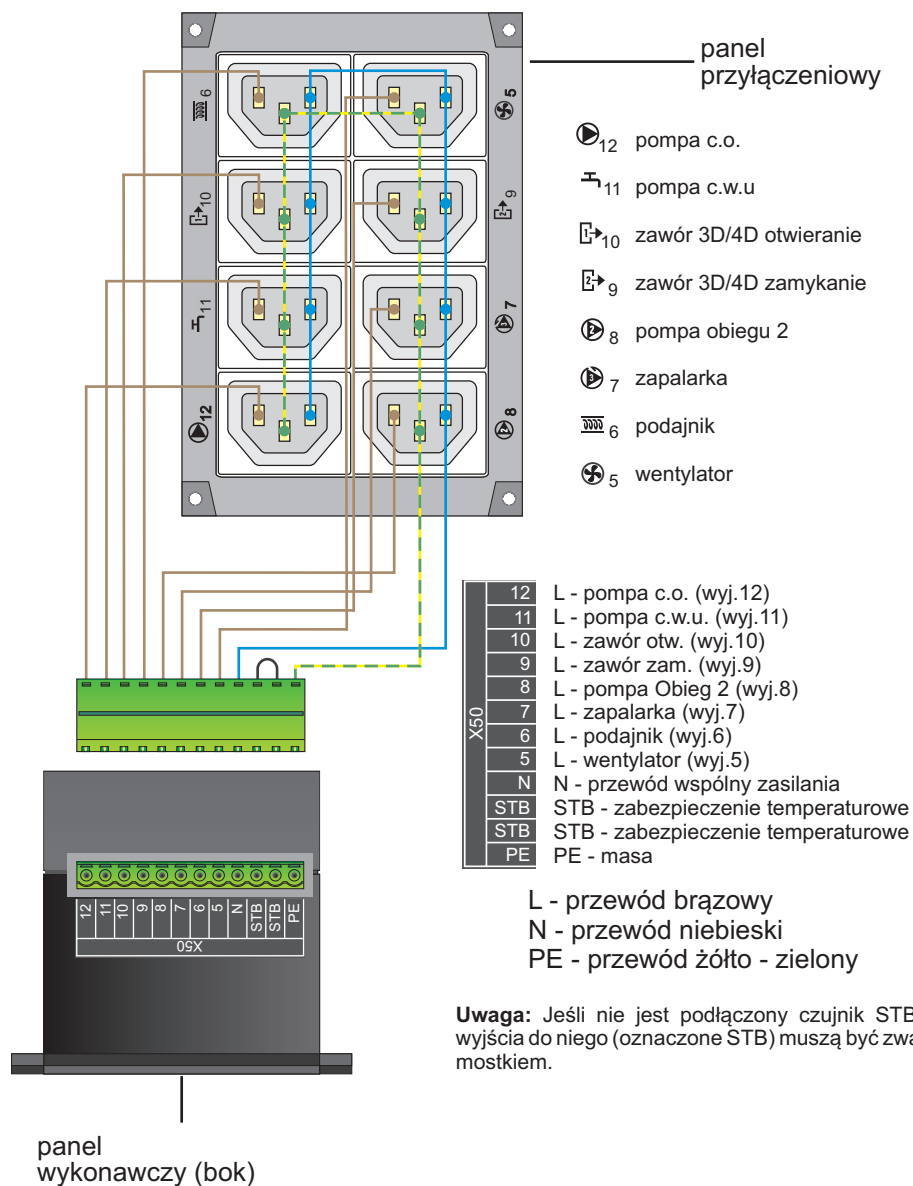 panel
przyłączeniowy
6
5
10
9
11
7
12
8
12 pompa c.o.
11 pompa c.w.u
1 10 zawór 3D/4D otwieranie
2 9 zawór 3D/4D zamykanie
2 8 pompa obiegu 2
3 7 zapalarka
6 podajnik
5 wentylator
X50
12 L - pompa c.o. (wyj.12)
11 L - pompa c.w.u. (wyj.11)
10 L - zawór otw. (wyj.10)
9 L - zawór zam. (wyj.9)
8 L - pompa Obieg 2 (wyj.8)
7 L - zapalarka (wyj.7)
6 L - podajnik (wyj.6)
5 L - wentylator (wyj.5)
N N - przewód wspólny zasilania
STB STB - zabezpieczenie temperaturowe
STB STB - zabezpieczenie temperaturowe
PE PE - masa
L - przewód brązowy
N - przewód niebieski
PE - przewód żółto - zielony
12 11 10 9 8 7 6 5 N STB STB PE
X50
Uwaga: Jeśli nie jest podłączony czujnik STB
wyjścia do niego (oznaczone STB) muszą być zwa
mostkiem.
panel
wykonawczy (bok)